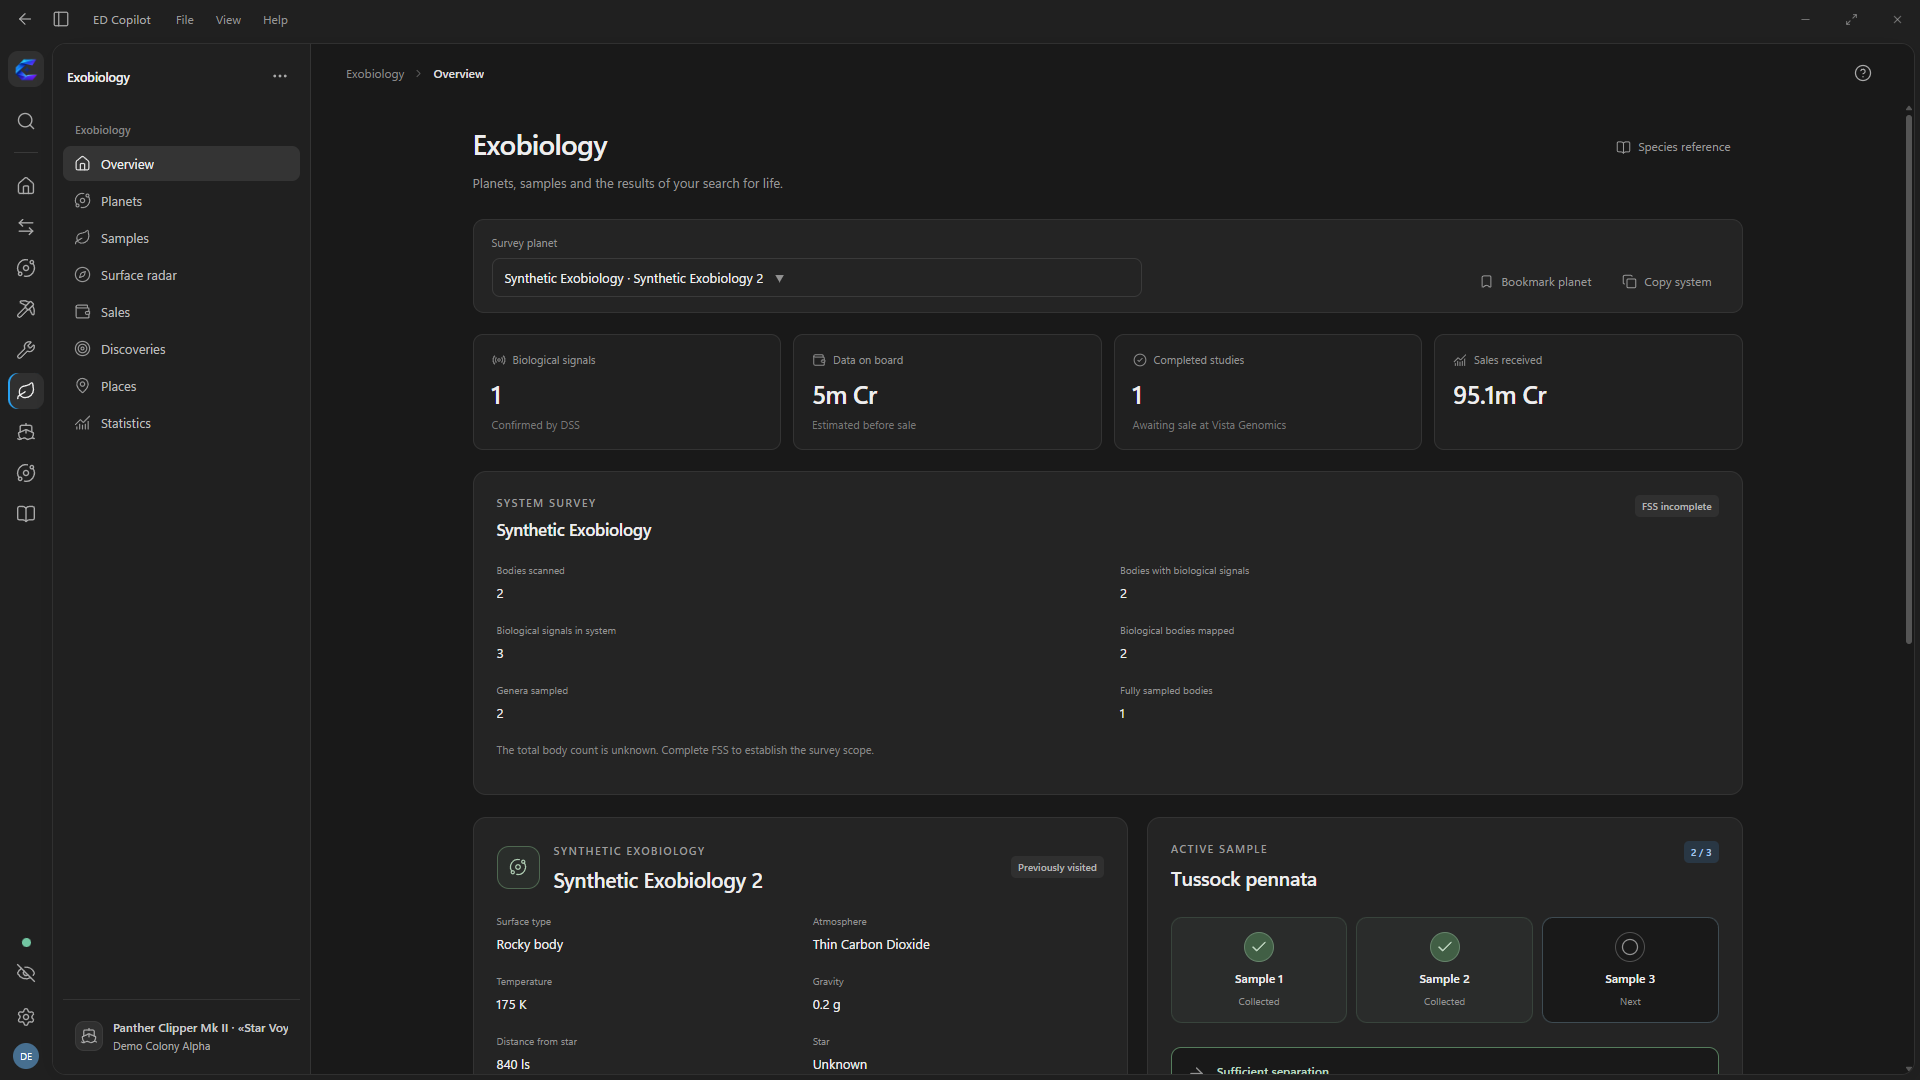 ED Copilot
File
View
Help
Exobiology
Exobiology
Overview
Planets
Samples
Surface radar
Sales
Discoveries
Places
Statistics
DE
Panther Clipper Mk II · «Star Voy
Demo Colony Alpha
Exobiology
Overview
Exobiology
Species reference
Planets, samples and the results of your search for life.
Survey planet
Synthetic Exobiology · Synthetic Exobiology 2
Bookmark planet
Copy system
Biological signals
1
Confirmed by DSS
Data on board
5m Cr
Estimated before sale
Completed studies
1
Awaiting sale at Vista Genomics
Sales received
95.1m Cr
SYSTEM SURVEY
FSS incomplete
Synthetic Exobiology
Bodies scanned
2
Bodies with biological signals
2
Biological signals in system
3
Biological bodies mapped
2
Genera sampled
2
Fully sampled bodies
1
The total body count is unknown. Complete FSS to establish the survey scope.
SYNTHETIC EXOBIOLOGY
Synthetic Exobiology 2
Previously visited
Surface type
Rocky body
Atmosphere
Thin Carbon Dioxide
Temperature
175 K
Gravity
0.2 g
Distance from star
840 ls
Star
Unknown
ACTIVE SAMPLE
2 / 3
Tussock pennata
Sample 1
Collected
Sample 2
Collected
Sample 3
Next
Sufficient separation